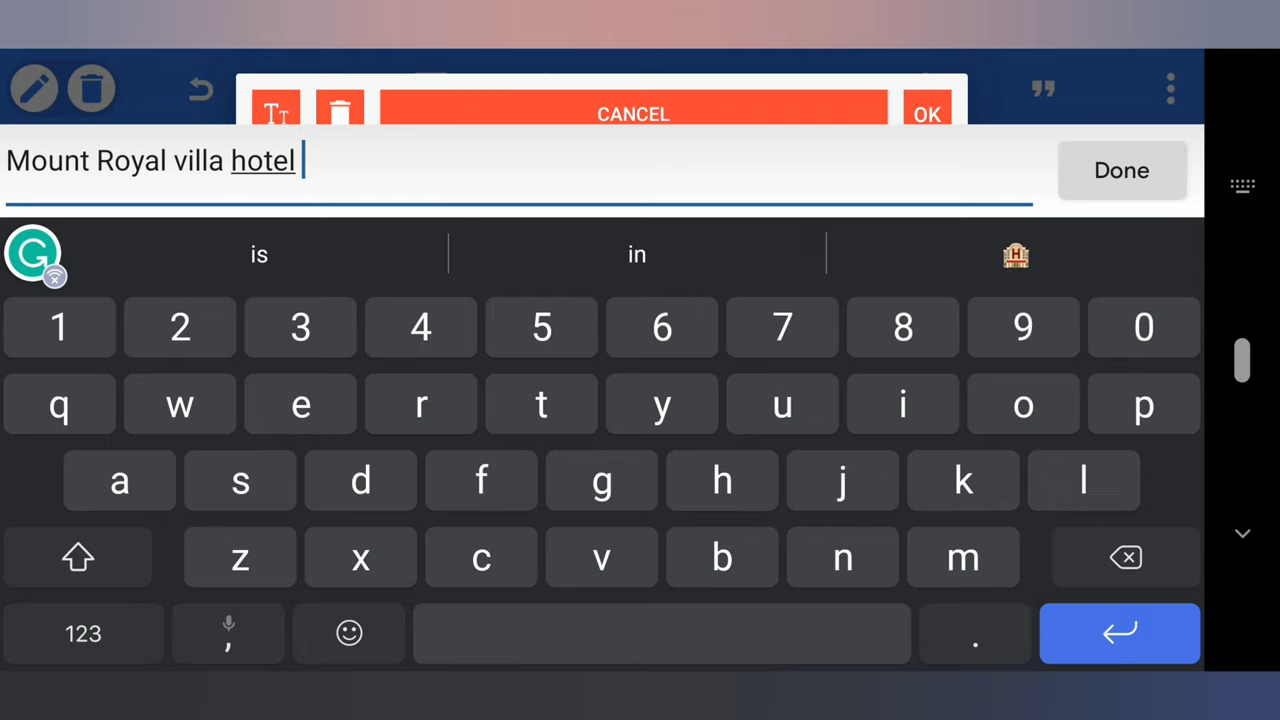 CANCEL
OK
Mount Royal villa hotel
Done
is
in
1 2 3 4 5 6 7 8 9 0
q w e r t y u i o p
a s d f g h j k l
z x c v b n m
123 , .